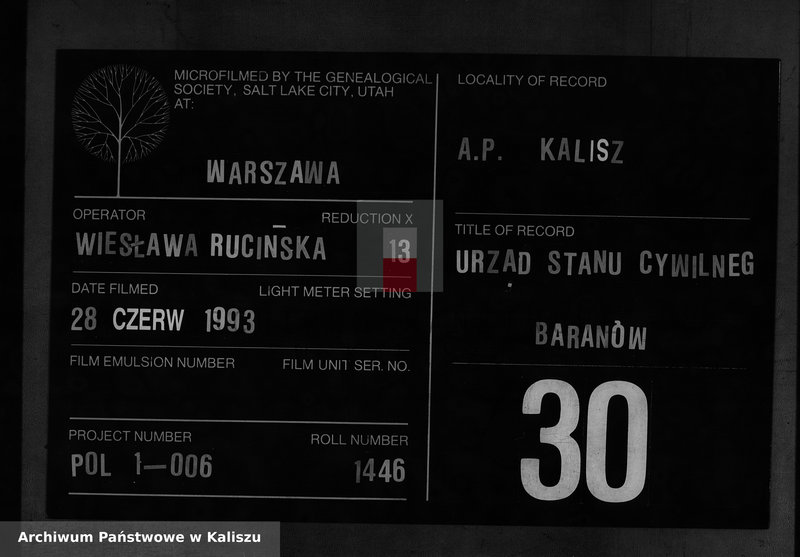 MICROFILMED BY THE GENEALOGICAL
SOCIETY, SALT LAKE CITY, UTAH
AT:
WARSZAWA
OPERATOR
REDUCTION X
WIESŁAWA RUCIŃSKA
13
DATE FILMED
LIGHT METER SETTING
28 CZERW 1993
FILM EMULSION NUMBER
FILM UNIT SER. NO.
PROJECT NUMBER
ROLL NUMBER
POL 1—006
1446
LOCALITY OF RECORD
A.P. KALISZ
TITLE OF RECORD
URZĄD STANU CYWILNEG
BARANÓW
30
Archiwum Państwowe w Kaliszu